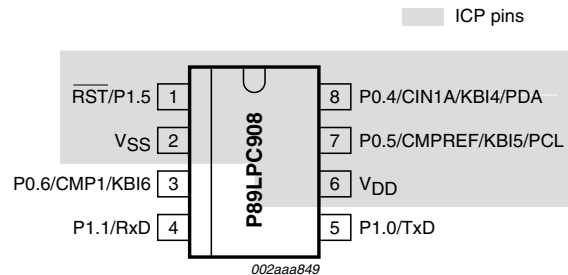 ICP pins
RST/P1.5 1
8 P0.4/CIN1A/KBI4/PDA
VSS 2
7 P0.5/CMPREF/KBI5/PCL
P0.6/CMP1/KBI6 3
6 VDD
P1.1/RxD 4
5 P1.0/TxD
P89LPC908
002aaa849